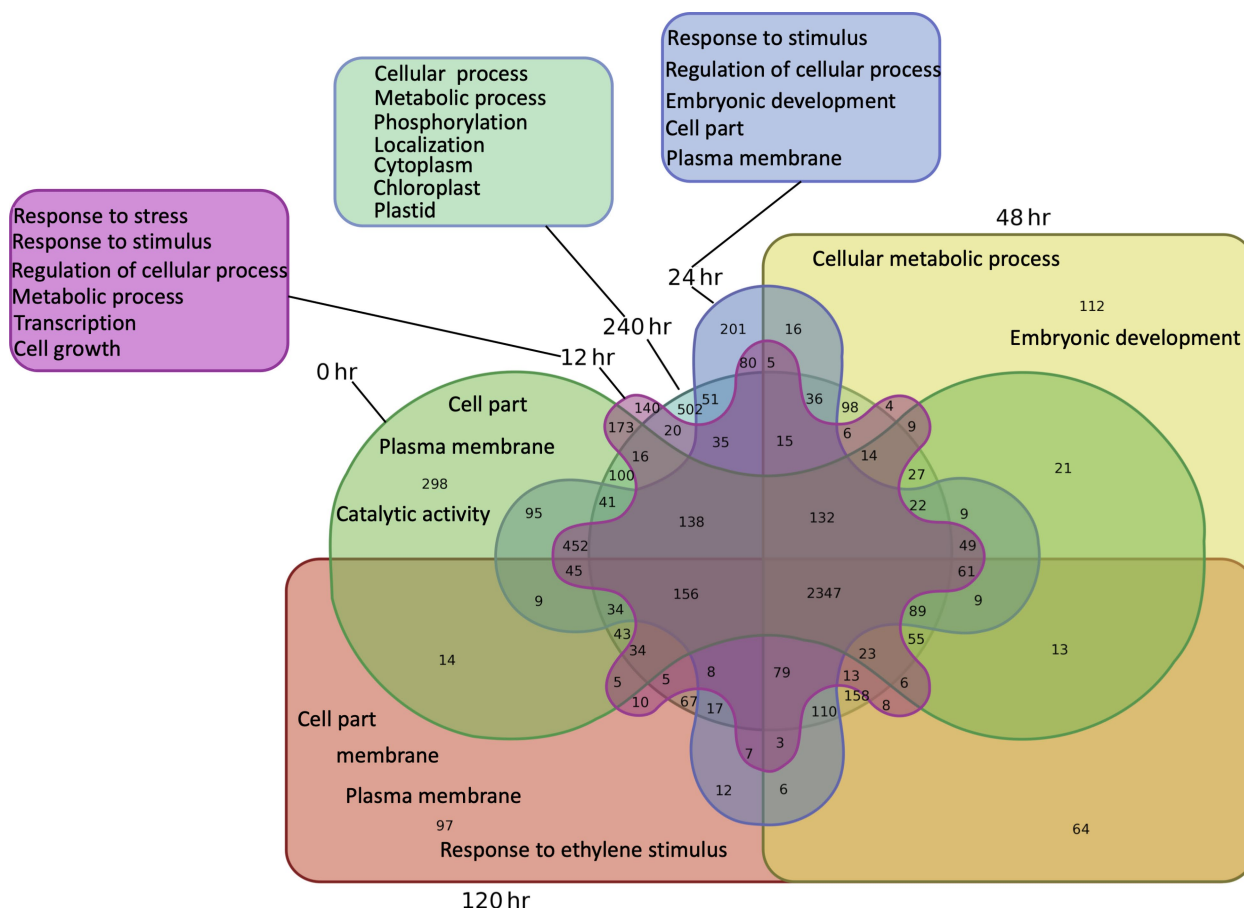 Response to stimulus
Regulation of cellular process
Embryonic development
Cell part
Plasma membrane
Cellular process
Metabolic process
Phosphorylation
Localization
Cytoplasm
Chloroplast
Plastid
Response to stress
Response to stimulus
Regulation of cellular process
Metabolic process
Transcription
Cell growth
48 hr
Cellular metabolic process
112
Embryonic development
24 hr
240 hr
12 hr
0 hr
201
16
80
5
Cell part
Plasma membrane
298
Catalytic activity
140
502
51
36
98
4
173
20
35
15
6
9
16
14
100
27
21
95
41
22
9
138
132
452
49
45
61
156
2347
9
34
89
9
43
55
14
34
23
13
5
5
8
79
13
6
10
67
17
110
158
8
7
3
12
6
Cell part
membrane
Plasma membrane
97
Response to ethylene stimulus
64
120 hr